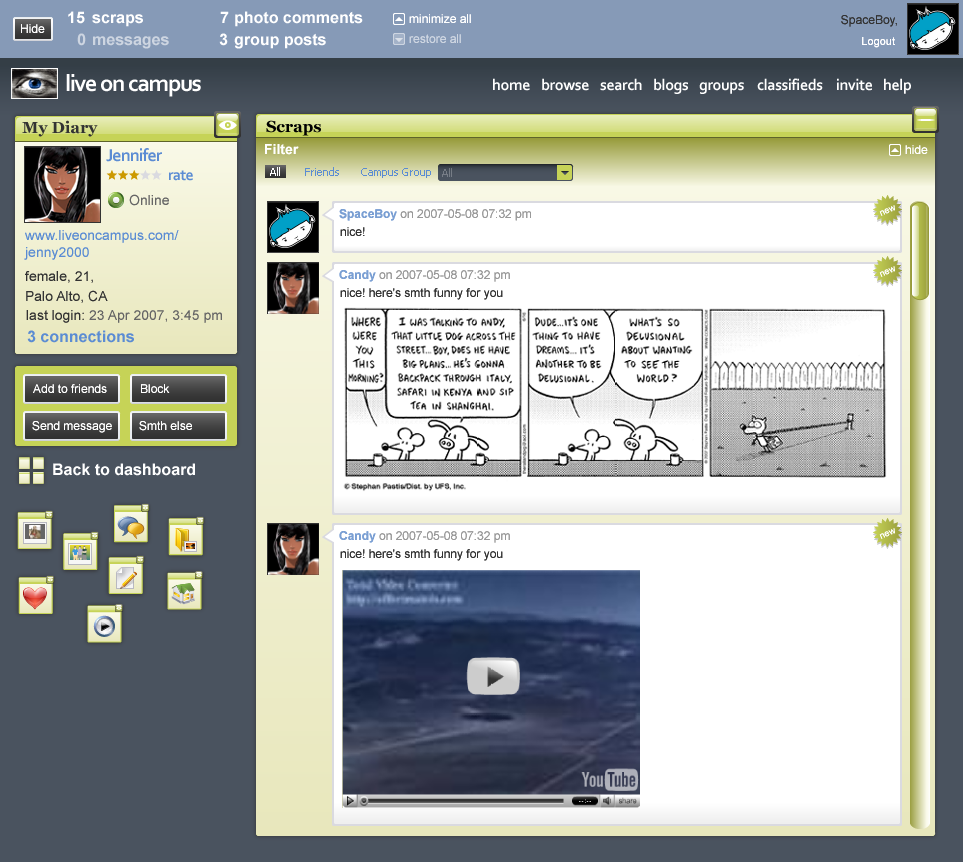 Hide
15 scraps
0 messages
7 photo comments
3 group posts
minimize all
restore all
SpaceBoy,
Logout
live on campus
home browse search blogs groups classifieds invite help
My Diary
Jennifer
rate
Online
www.liveoncampus.com/
jenny2000
female, 21,
Palo Alto, CA
last login: 23 Apr 2007, 3:45 pm
3 connections
Add to friends
Block
Send message
Smth else
Back to dashboard
Scraps
Filter
hide
All
Friends
Campus Group
All
SpaceBoy on 2007-05-08 07:32 pm
new
nice!
Candy on 2007-05-08 07:32 pm
new
nice! here's smth funny for you
WHERE
WERE
YOU
THIS
MORNING?
I WAS TALKING TO ANDY,
THAT LITTLE DOG ACROSS THE
STREET... BOY, DOES HE HAVE
BIG PLANS... HE'S GONNA
BACKPACK THROUGH ITALY,
SAFARI IN KENYA AND SIP
TEA IN SHANGHAI.
DUDE...IT'S ONE
THING TO HAVE
DREAMS... IT'S
ANOTHER TO BE
DELUSIONAL.
WHAT'S SO
DELUSIONAL
ABOUT WANTING
TO SEE THE
WORLD?
© Stephan Pastis/Dist. by UFS, Inc.
Candy on 2007-05-08 07:32 pm
new
nice! here's smth funny for you
Total Video Converter
YouTube
--:--
share